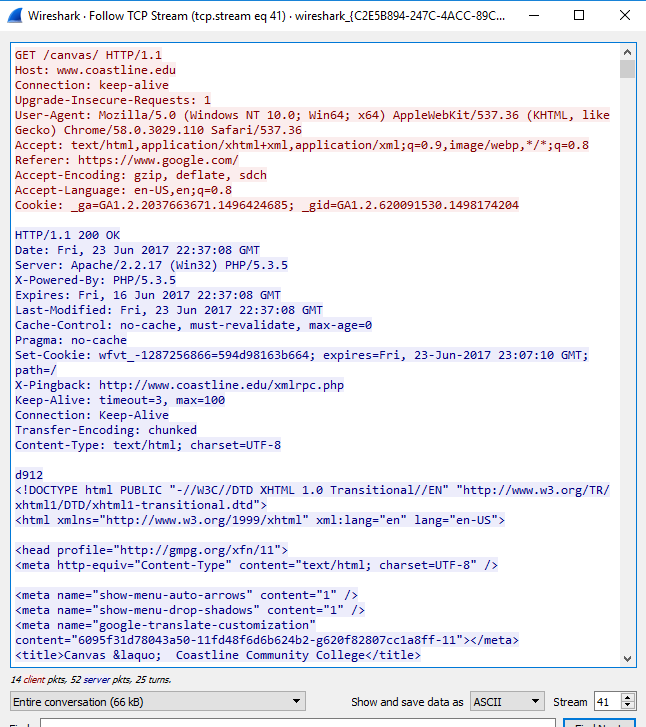 Wireshark · Follow TCP Stream (tcp.stream eq 41) · wireshark_{C2E5B894-247C-4ACC-89C...
GET /canvas/ HTTP/1.1
Host: www.coastline.edu
Connection: keep-alive
Upgrade-Insecure-Requests: 1
User-Agent: Mozilla/5.0 (Windows NT 10.0; Win64; x64) AppleWebKit/537.36 (KHTML, like
Gecko) Chrome/58.0.3029.110 Safari/537.36
Accept: text/html,application/xhtml+xml,application/xml;q=0.9,image/webp,*/*;q=0.8
Referer: https://www.google.com/
Accept-Encoding: gzip, deflate, sdch
Accept-Language: en-US,en;q=0.8
Cookie: _ga=GA1.2.2037663671.1496424685; _gid=GA1.2.620091530.1498174204
HTTP/1.1 200 OK
Date: Fri, 23 Jun 2017 22:37:08 GMT
Server: Apache/2.2.17 (Win32) PHP/5.3.5
X-Powered-By: PHP/5.3.5
Expires: Fri, 16 Jun 2017 22:37:08 GMT
Last-Modified: Fri, 23 Jun 2017 22:37:08 GMT
Cache-Control: no-cache, must-revalidate, max-age=0
Pragma: no-cache
Set-Cookie: wfvt_-1287256866=594d98163b664; expires=Fri, 23-Jun-2017 23:07:10 GMT;
path=/
X-Pingback: http://www.coastline.edu/xmlrpc.php
Keep-Alive: timeout=3, max=100
Connection: Keep-Alive
Transfer-Encoding: chunked
Content-Type: text/html; charset=UTF-8
d912
<!DOCTYPE html PUBLIC "-//W3C//DTD XHTML 1.0 Transitional//EN" "http://www.w3.org/TR/
xhtml1/DTD/xhtml1-transitional.dtd">
<html xmlns="http://www.w3.org/1999/xhtml" xml:lang="en" lang="en-US">
<head profile="http://gmpg.org/xfn/11">
<meta http-equiv="Content-Type" content="text/html; charset=UTF-8" />
<meta name="show-menu-auto-arrows" content="1" />
<meta name="show-menu-drop-shadows" content="1" />
<meta name="google-translate-customization"
content="6095f31d78043a50-11fd48f6d6b624b2-g620f82807cc1a8ff-11"></meta>
<title>Canvas &laquo;  Coastline Community College</title>
14 client pkts, 52 server pkts, 25 turns.
Entire conversation (66 kB) Show and save data as ASCII Stream 41